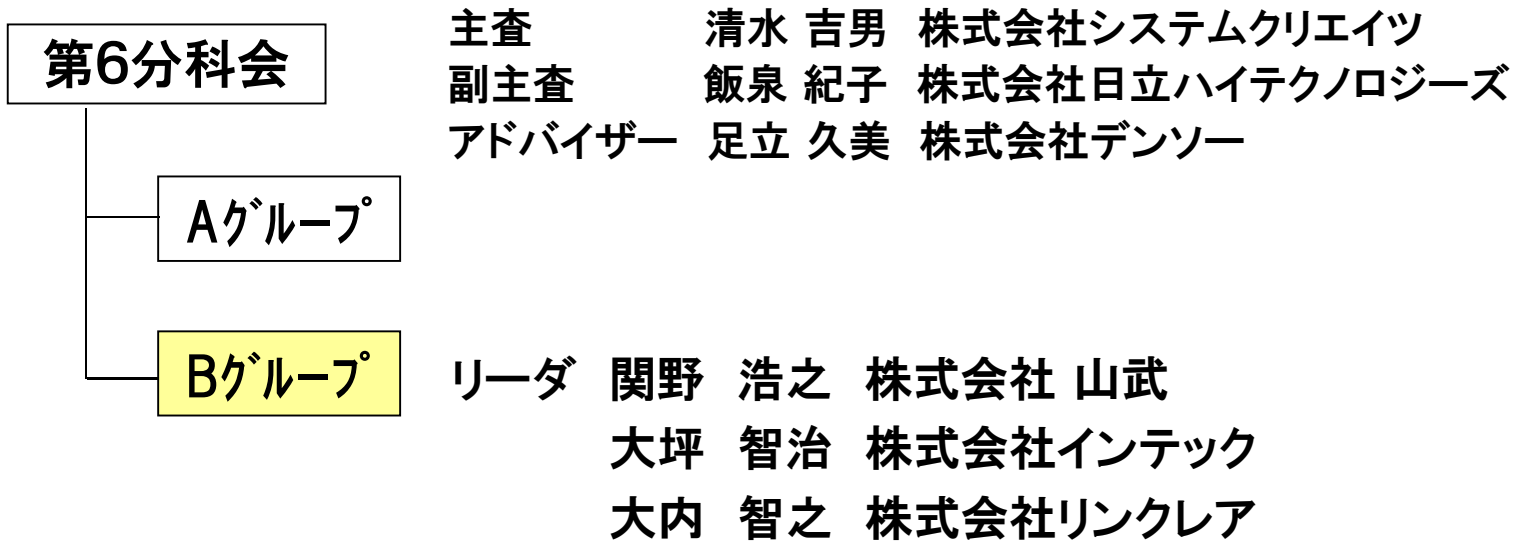 第6分科会
主査 清水 吉男 株式会社システムクリエイツ
副主査 飯泉 紀子 株式会社日立ハイテクノロジーズ
アドバイザー 足立 久美 株式会社デンソー
Aグループ
Bグループ
リーダ 関野 浩之 株式会社 山武
大坪 智治 株式会社インテック
大内 智之 株式会社リンクレア